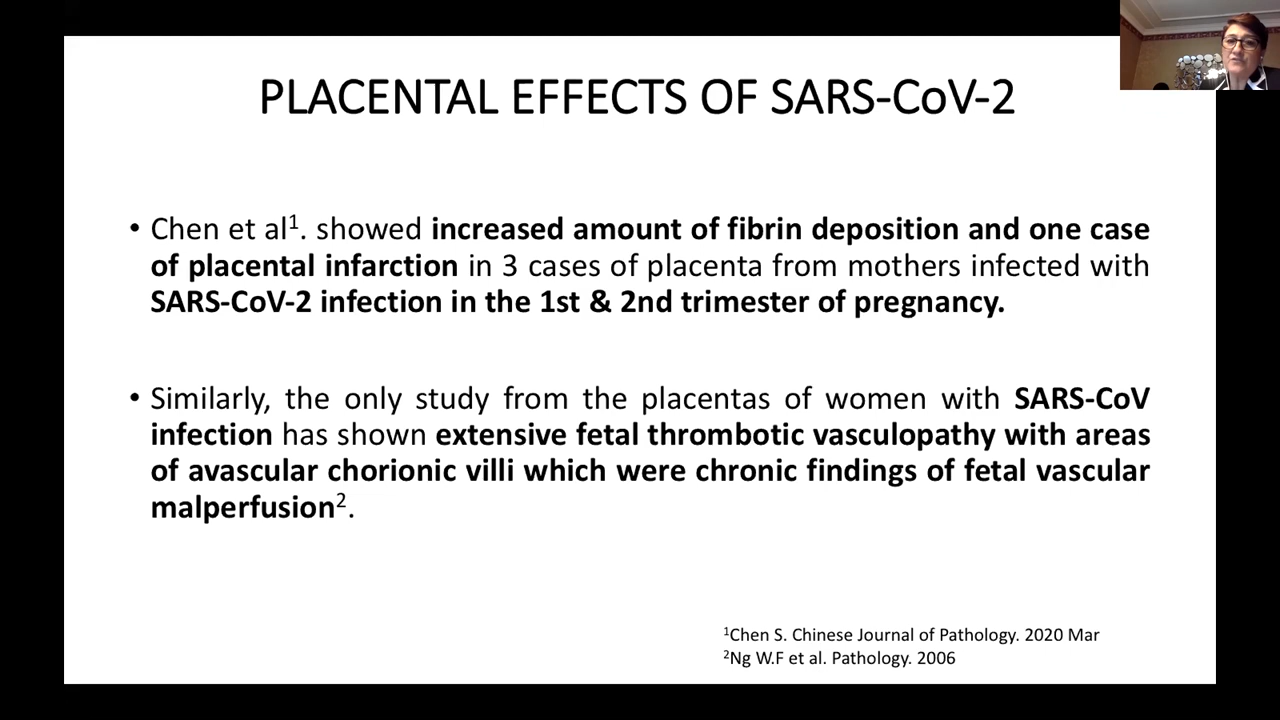 PLACENTAL EFFECTS OF SARS-CoV-2
• Chen et al¹. showed increased amount of fibrin deposition and one case
of placental infarction in 3 cases of placenta from mothers infected with
SARS-CoV-2 infection in the 1st & 2nd trimester of pregnancy.
• Similarly, the only study from the placentas of women with SARS-CoV
infection has shown extensive fetal thrombotic vasculopathy with areas
of avascular chorionic villi which were chronic findings of fetal vascular
malperfusion².
¹Chen S. Chinese Journal of Pathology. 2020 Mar
²Ng W.F et al. Pathology. 2006